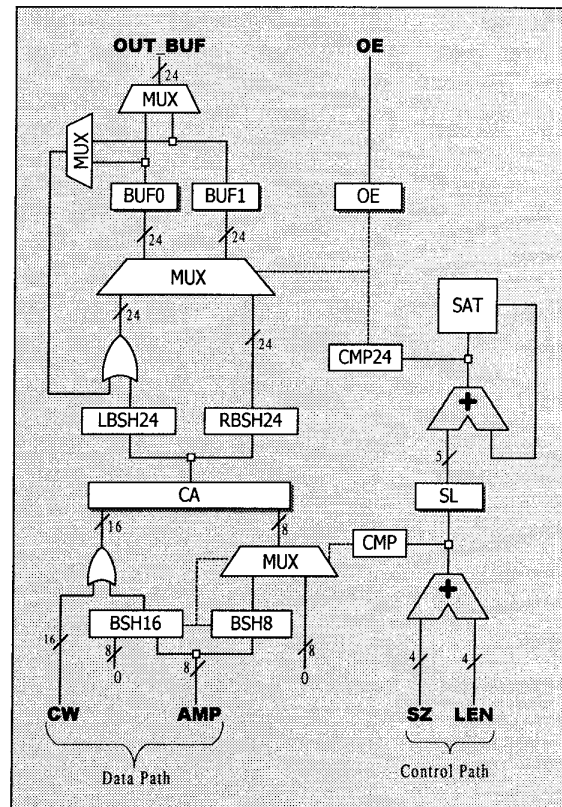 OUT_BUF OE
24
MUX
MUX
BUF0 BUF1 OE
24 24
MUX
SAT
24 24
CMP24
+
LBSH24 RBSH24
5
CA SL
16 8
MUX CMP
+
BSH16 BSH8
16 8 8 8 4 4
0 0
CW AMP SZ LEN
Data Path Control Path